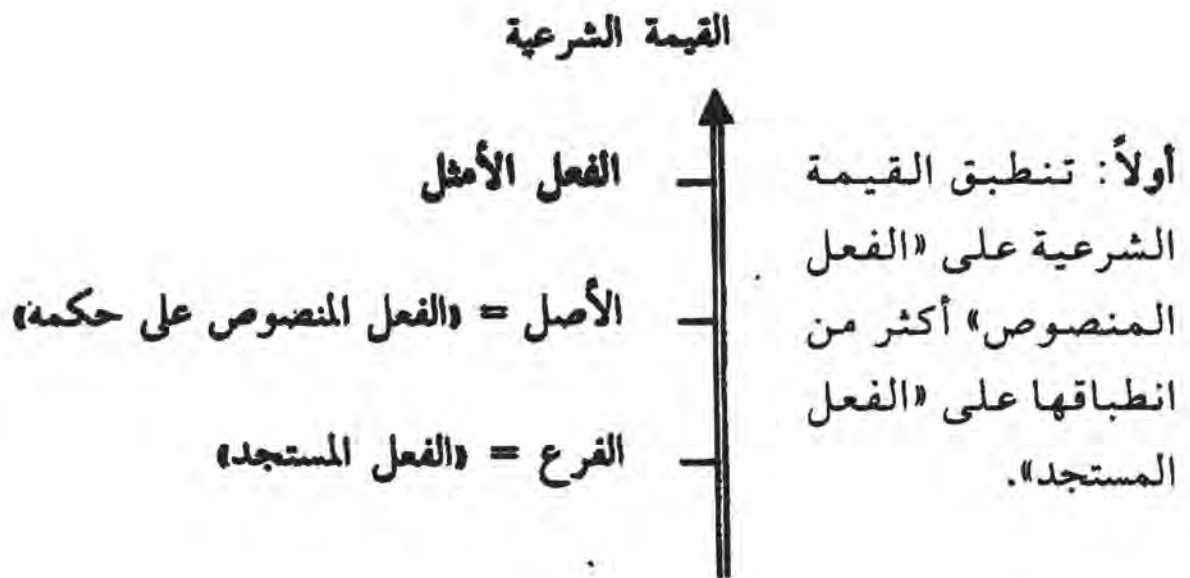 القيمة الشرعية
أولاً: تنطبق القيمة
الشرعية على «الفعل
المنصوص» أكثر من
انطباقها على «الفعل
المستجد».
الفعل الأمثل
الأصل = «الفعل المنصوص على حكمه»
الفرع = «الفعل المستجد»